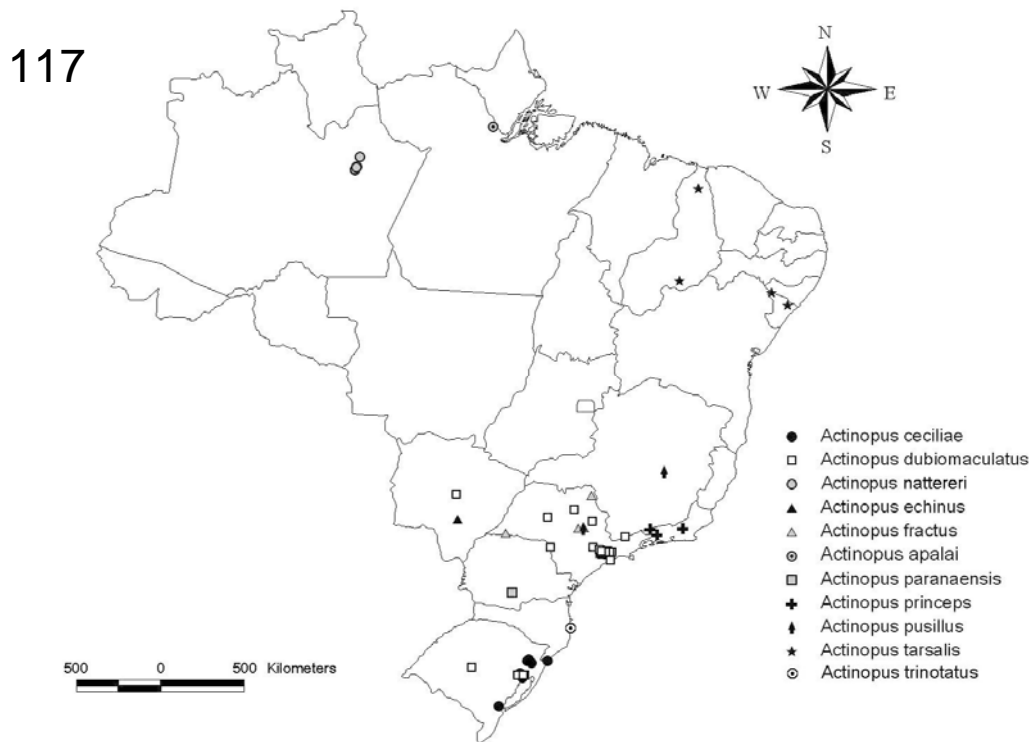 117
N
W E
S
Actinopus ceciliae
Actinopus dubiomaculatus
Actinopus nattereri
Actinopus echinus
Actinopus fractus
Actinopus apalai
Actinopus paranaensis
Actinopus princeps
Actinopus pusillus
Actinopus tarsalis
Actinopus trinotatus
500 0 500 Kilometers